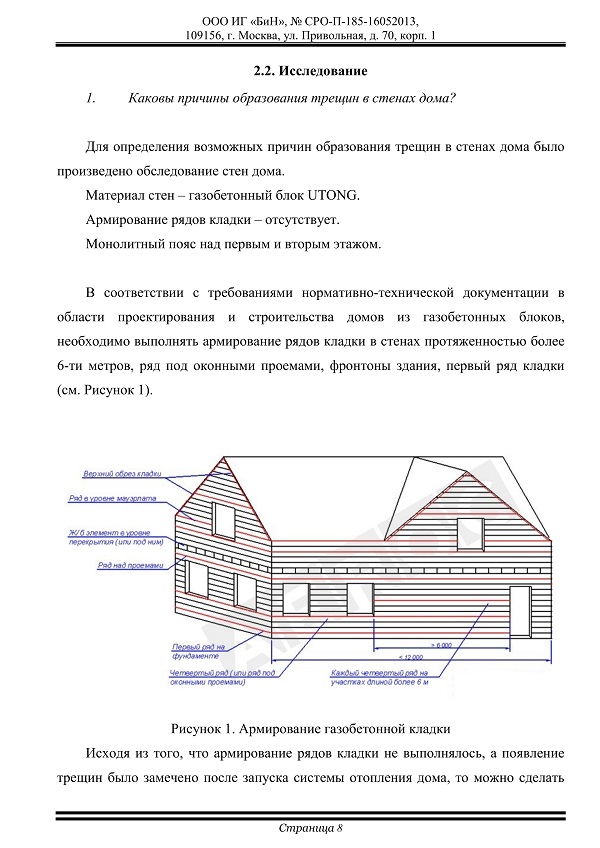 ООО ИГ «БиН», № СРО-П-185-16052013,
109156, г. Москва, ул. Привольная, д. 70, корп. 1
2.2. Исследование
1. Каковы причины образования трещин в стенах дома?
Для определения возможных причин образования трещин в стенах дома было
произведено обследование стен дома.
Материал стен – газобетонный блок UTONG.
Армирование рядов кладки – отсутствует.
Монолитный пояс над первым и вторым этажом.
В соответствии с требованиями нормативно-технической документации в
области проектирования и строительства домов из газобетонных блоков,
необходимо выполнять армирование рядов кладки в стенах протяженностью более
6-ти метров, ряд под оконными проемами, фронтоны здания, первый ряд кладки
(см. Рисунок 1).
Верхний обрез кладки
Ряд в уровне мауэрлата
Ж/б элемент в уровне
перекрытия (или под ним)
Ряд над проемами
Первый ряд на
фундаменте
> 6 000
< 12 000
Четвертый ряд (или ряд под
оконными проемами)
Каждый четвертый ряд на
участках длиной более 6 м
Рисунок 1. Армирование газобетонной кладки
Исходя из того, что армирование рядов кладки не выполнялось, а появление
трещин было замечено после запуска системы отопления дома, то можно сделать
Страница 8